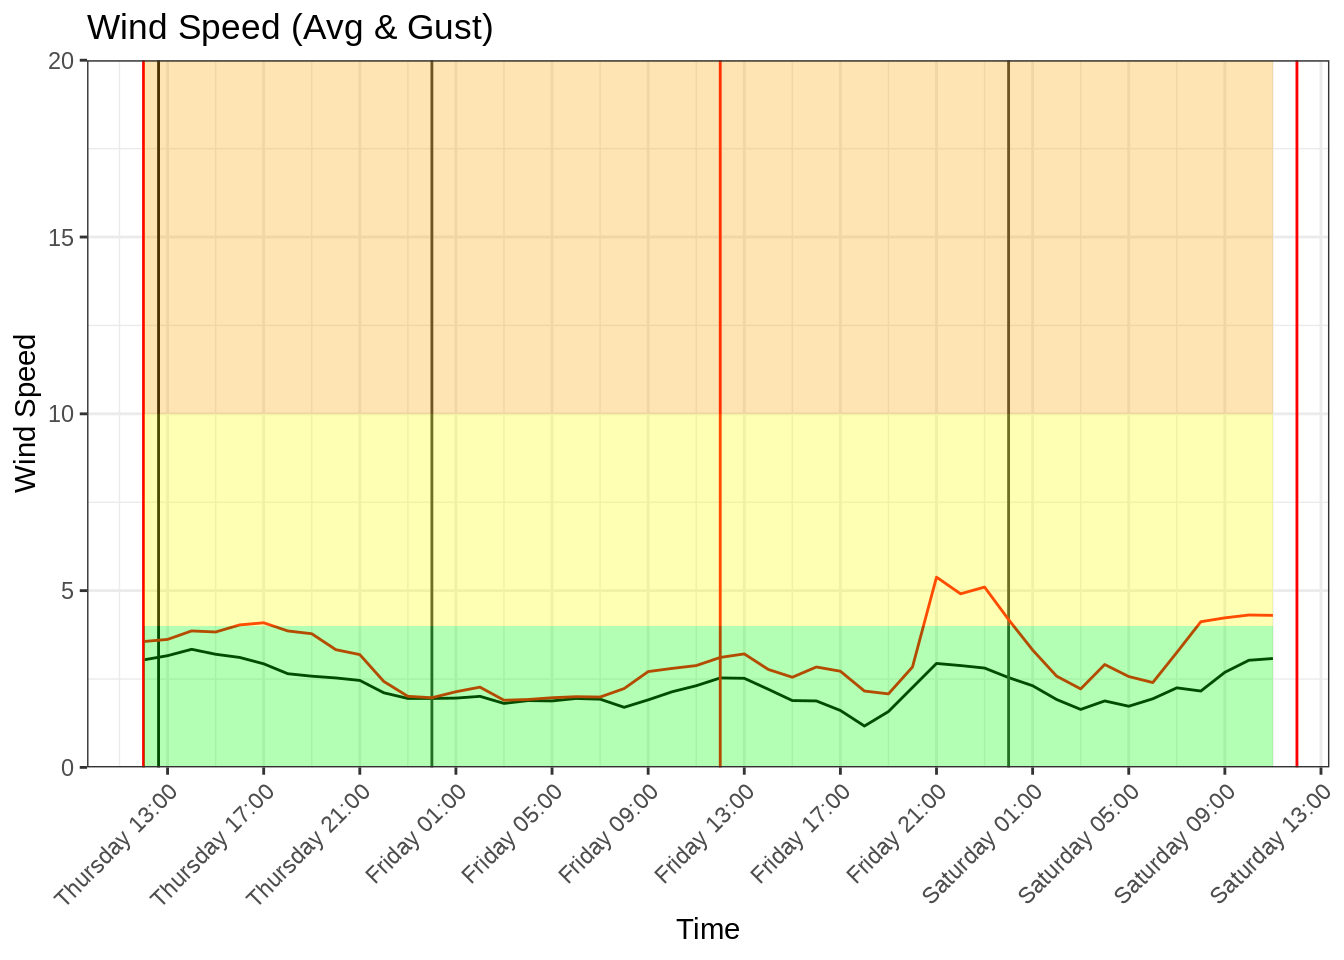 Wind Speed (Avg & Gust)
20
15
10
5
0
Wind Speed
Thursday 13:00
Thursday 17:00
Thursday 21:00
Friday 01:00
Friday 05:00
Friday 09:00
Friday 13:00
Friday 17:00
Friday 21:00
Saturday 01:00
Saturday 05:00
Saturday 09:00
Saturday 13:00
Time